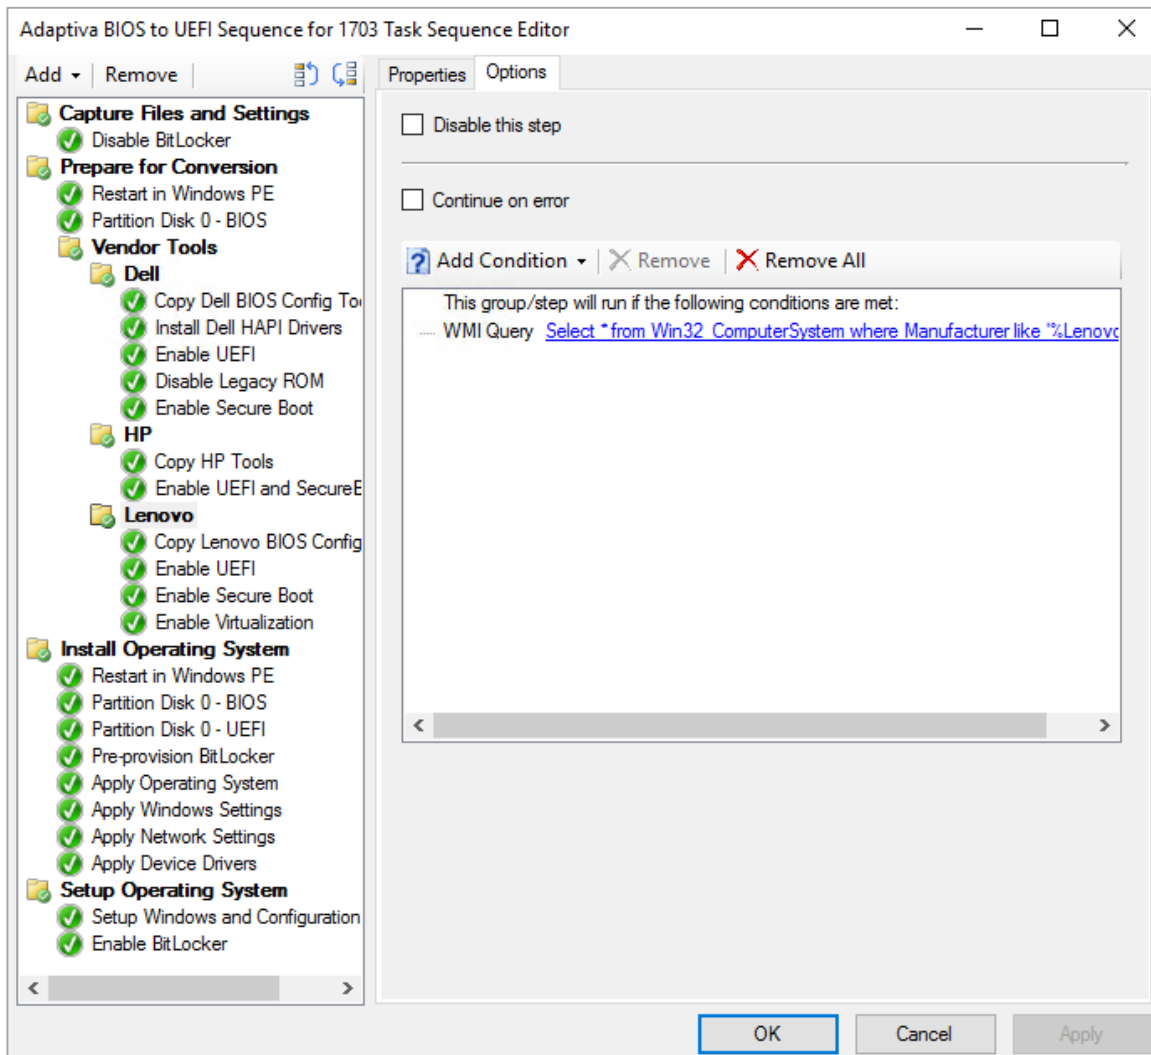 Adaptiva BIOS to UEFI Sequence for 1703 Task Sequence Editor
Add Remove
Capture Files and Settings
Disable BitLocker
Prepare for Conversion
Restart in Windows PE
Partition Disk 0 - BIOS
Vendor Tools
Dell
Copy Dell BIOS Config To
Install Dell HAPI Drivers
Enable UEFI
Disable Legacy ROM
Enable Secure Boot
HP
Copy HP Tools
Enable UEFI and SecureE
Lenovo
Copy Lenovo BIOS Config
Enable UEFI
Enable Secure Boot
Enable Virtualization
Install Operating System
Restart in Windows PE
Partition Disk 0 - BIOS
Partition Disk 0 - UEFI
Pre-provision BitLocker
Apply Operating System
Apply Windows Settings
Apply Network Settings
Apply Device Drivers
Setup Operating System
Setup Windows and Configuration
Enable BitLocker
Properties Options
Disable this step
Continue on error
Add Condition Remove Remove All
This group/step will run if the following conditions are met:
WMI Query Select * from Win32_ComputerSystem where Manufacturer like "%Lenovo
OK Cancel Apply